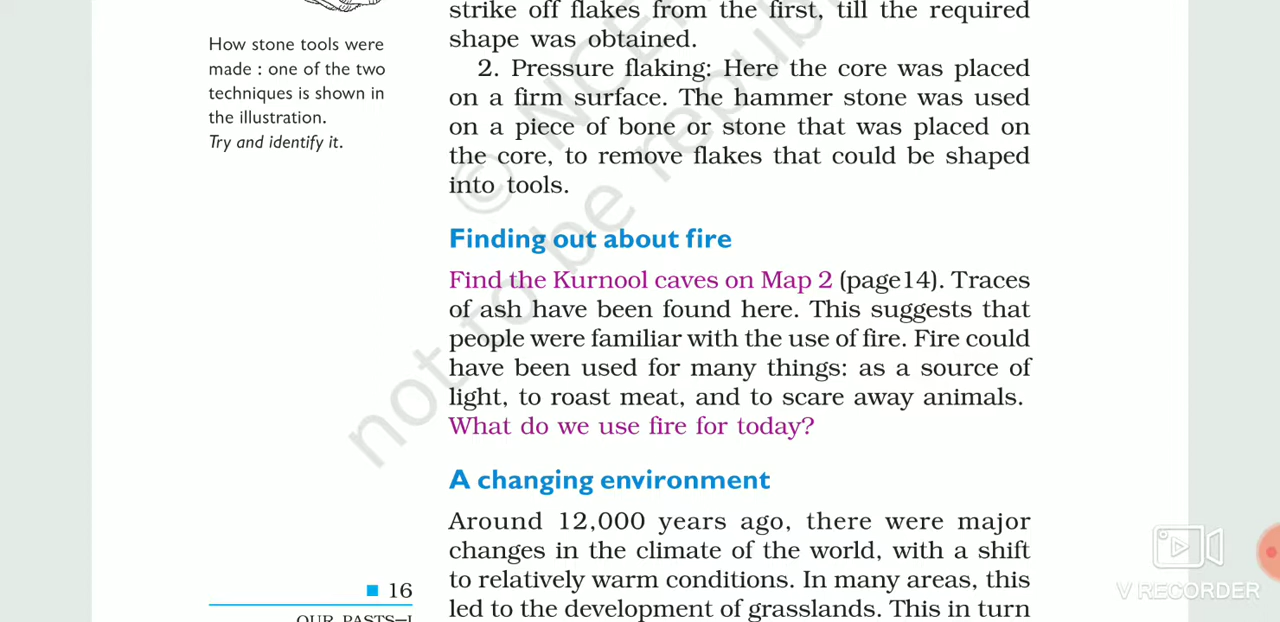 strike off flakes from the first, till the required
shape was obtained.
2. Pressure flaking: Here the core was placed
on a firm surface. The hammer stone was used
on a piece of bone or stone that was placed on
the core, to remove flakes that could be shaped
into tools.
How stone tools were
made : one of the two
techniques is shown in
the illustration.
Try and identify it.
Finding out about fire
Find the Kurnool caves on Map 2 (page14). Traces
of ash have been found here. This suggests that
people were familiar with the use of fire. Fire could
have been used for many things: as a source of
light, to roast meat, and to scare away animals.
What do we use fire for today?
A changing environment
Around 12,000 years ago, there were major
changes in the climate of the world, with a shift
to relatively warm conditions. In many areas, this
led to the development of grasslands. This in turn
16
OUR PASTS–I
© NCE
not to be republ
V RECORDER